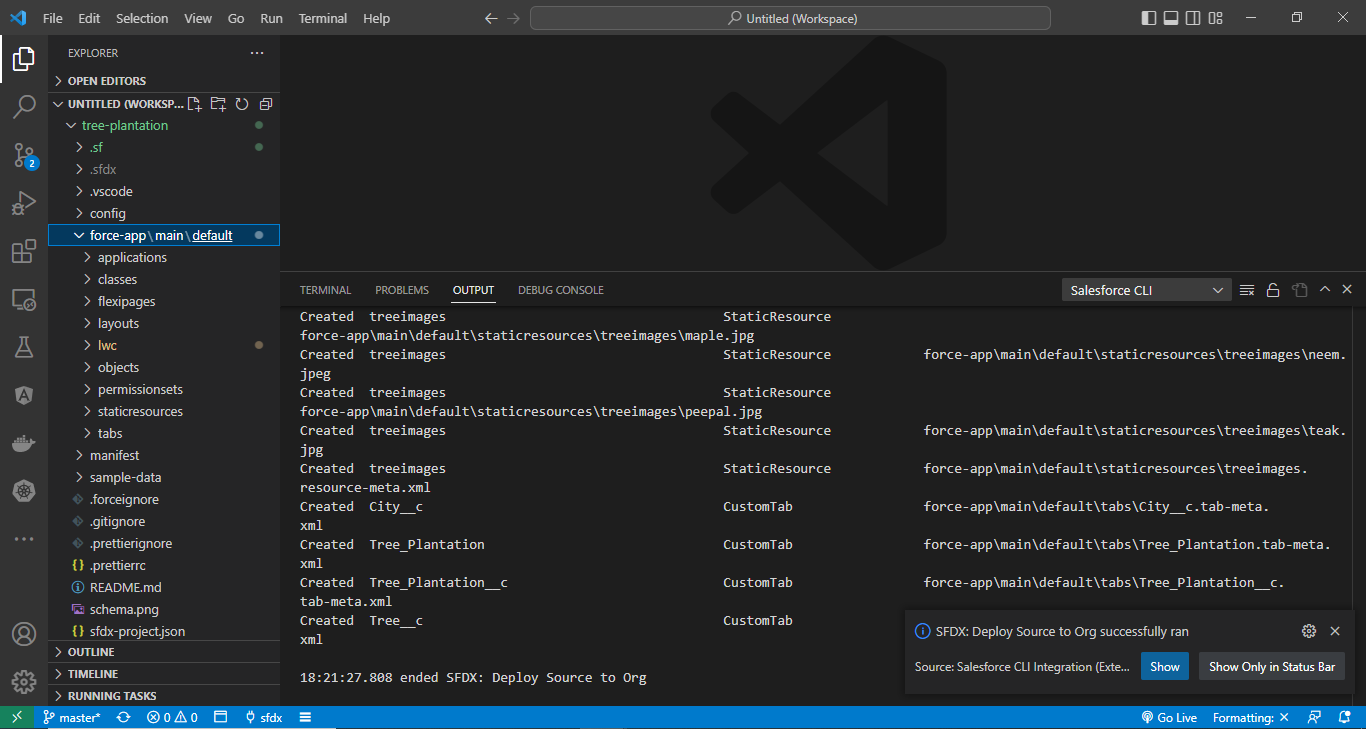 File Edit Selection View Go Run Terminal Help
Untitled (Workspace)
EXPLORER
OPEN EDITORS
UNTITLED (WORKSP...
tree-plantation
.sf
.sfdx
.vscode
config
force-app\main\default
applications
classes
flexipages
layouts
lwc
objects
permissionsets
staticresources
tabs
manifest
sample-data
.forceignore
.gitignore
.prettierignore
.prettierrc
README.md
schema.png
sfdx-project.json
OUTLINE
TIMELINE
RUNNING TASKS
2
TERMINAL PROBLEMS OUTPUT DEBUG CONSOLE
Salesforce CLI
Created treeimages StaticResource
force-app\main\default\staticresources\treeimages\maple.jpg
Created treeimages StaticResource force-app\main\default\staticresources\treeimages\neem.
jpeg
Created treeimages StaticResource
force-app\main\default\staticresources\treeimages\peepal.jpg
Created treeimages StaticResource force-app\main\default\staticresources\treeimages\teak.
jpg
Created treeimages StaticResource force-app\main\default\staticresources\treeimages.
resource-meta.xml
Created City__c CustomTab force-app\main\default\tabs\City__c.tab-meta.
xml
Created Tree_Plantation CustomTab force-app\main\default\tabs\Tree_Plantation.tab-meta.
xml
Created Tree_Plantation__c CustomTab force-app\main\default\tabs\Tree_Plantation__c.
tab-meta.xml
Created Tree__c CustomTab
xml
18:21:27.808 ended SFDX: Deploy Source to Org
SFDX: Deploy Source to Org successfully ran
Source: Salesforce CLI Integration (Exte...
Show
Show Only in Status Bar
master* 0 0 sfdx
Go Live Formatting: ×